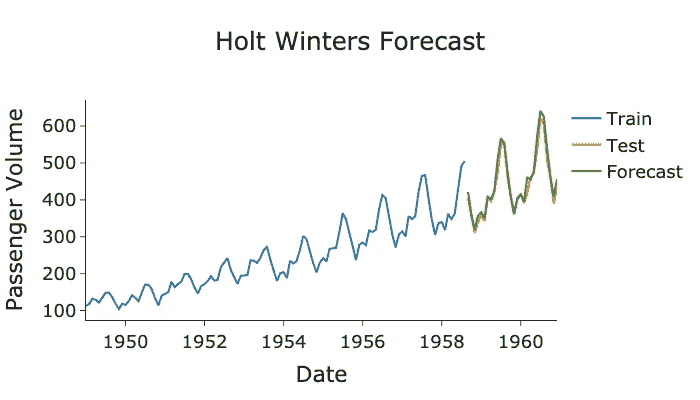 Holt Winters Forecast
Passenger Volume
600
500
400
300
200
100
1950
1952
1954
1956
1958
1960
Date
Train
Test
Forecast